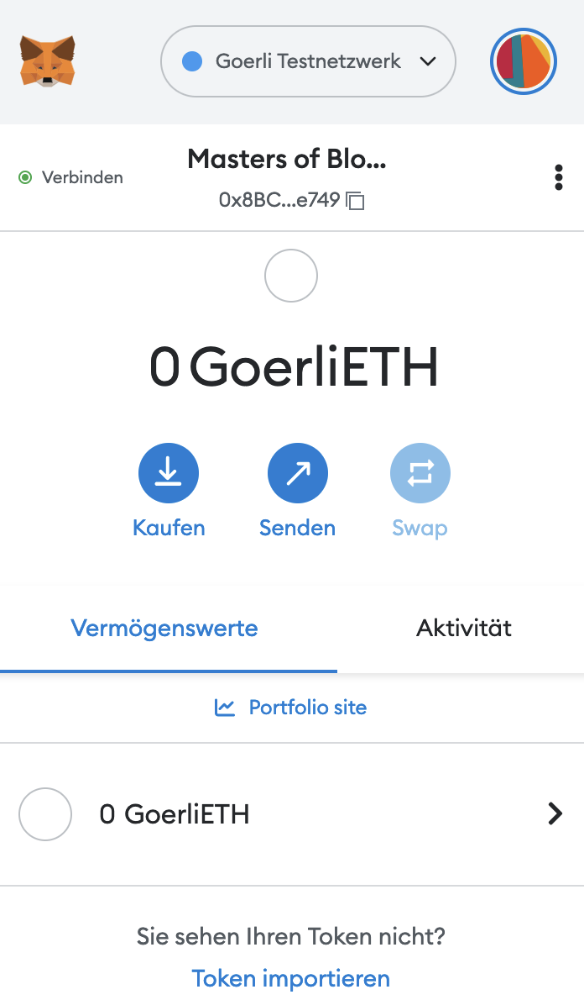 Goerli Testnetzwerk
Verbinden
Masters of Blo...
0x8BC...e749
0 GoerliETH
Kaufen
Senden
Swap
Vermögenswerte
Aktivität
Portfolio site
0 GoerliETH
Sie sehen Ihren Token nicht?
Token importieren